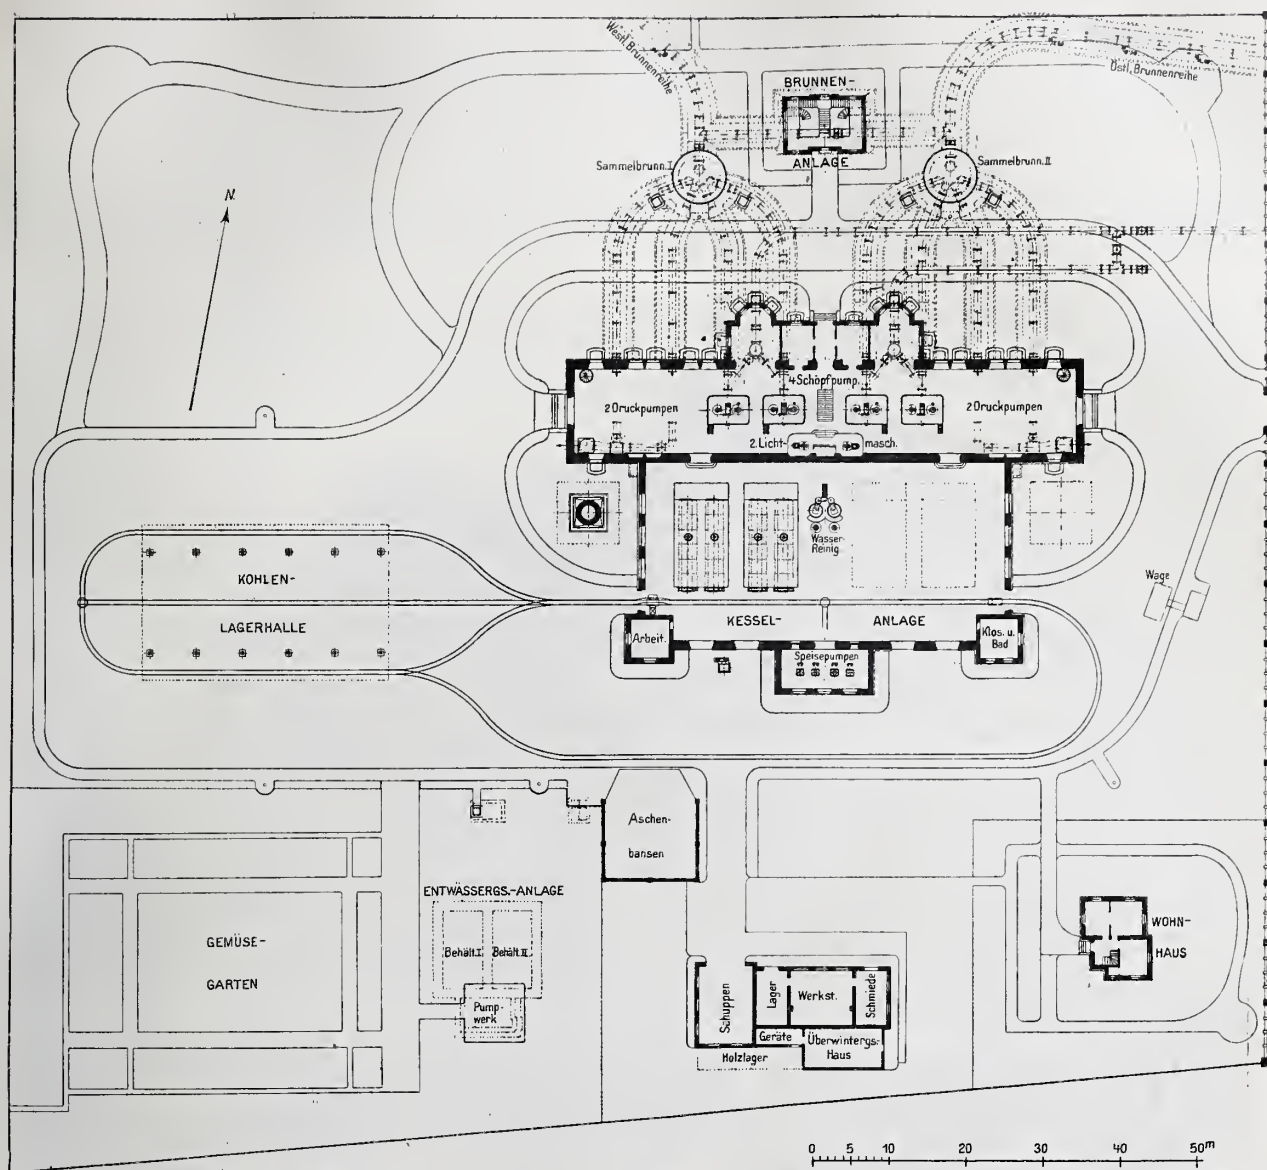 Westl. Brunnenreihe
Östl. Brunnenreihe
BRUNNEN-
ANLAGE
Sammelbrunn. I
Sammelbrunn. II
N.
4 Schöpfpump.
2 Druckpumpen
2 Druckpumpen
2. Licht-
masch.
Wasser-
Reinig
KOHLEN-
LAGERHALLE
Wage
Arbeit.
KESSEL-
ANLAGE
Klos. u.
Bad
Speisepumpen
Aschen-
bansen
ENTWÄSSERGS.-ANLAGE
Behält. I
Behält. II
Pump-
werk
GEMÜSE-
GARTEN
WOHN-
HAUS
Schuppen
Lager
Werkst.
Schmiede
Geräte
Überwintergs.-
Haus
Holzlager
0 5 10 20 30 40 50m